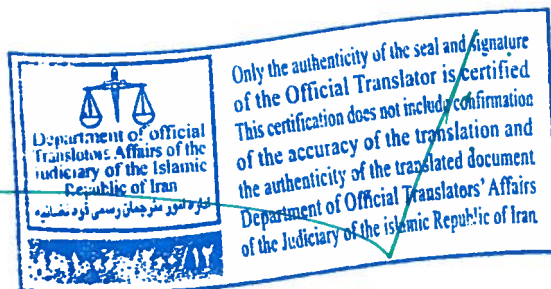 Department of Official
Translators Affairs of the
Iudiciary of the Islamic
Republic of Iran
اداره امور مترجمان رسمی قوه قضائیه
Only the authenticity of the seal and signature
of the Official Translator is certified
This certification does not include confirmation
of the accuracy of the translation and
the authenticity of the translated document
Department of Official Translators' Affairs
of the Iudiciary of the islamic Republic of Iran